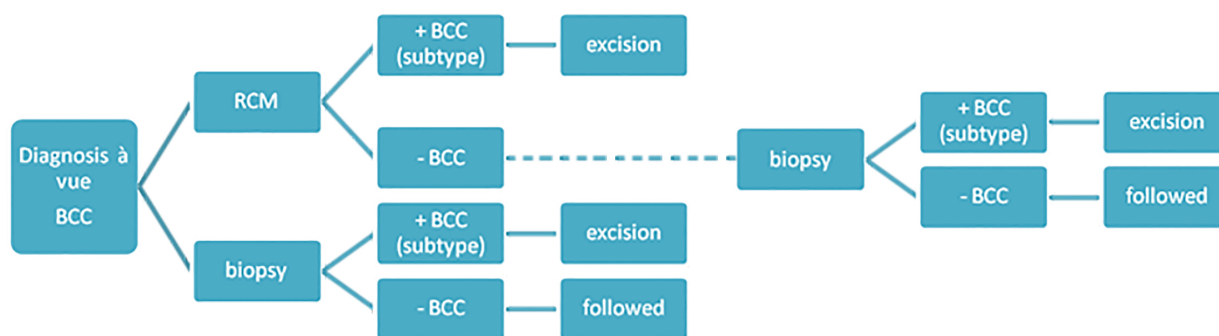 Diagnosis à
vue
BCC
RCM
+ BCC
(subtype)
excision
- BCC
biopsy
+ BCC
(subtype)
excision
- BCC
followed
biopsy
+ BCC
(subtype)
excision
- BCC
followed